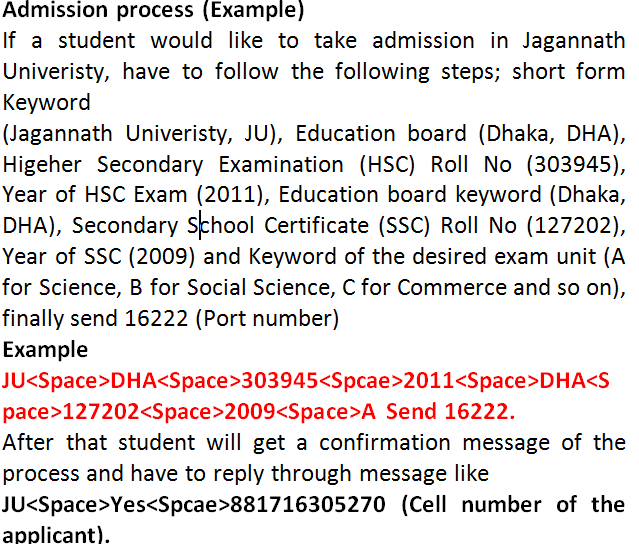 Admission process (Example)
If a student would like to take admission in Jagannath
Univeristy, have to follow the following steps; short form
Keyword
(Jagannath Univeristy, JU), Education board (Dhaka, DHA),
Higeher Secondary Examination (HSC) Roll No (303945),
Year of HSC Exam (2011), Education board keyword (Dhaka,
DHA), Secondary School Certificate (SSC) Roll No (127202),
Year of SSC (2009) and Keyword of the desired exam unit (A
for Science, B for Social Science, C for Commerce and so on),
finally send 16222 (Port number)
Example
JU<Space>DHA<Space>303945<Spcae>2011<Space>DHA<S
pace>127202<Space>2009<Space>A Send 16222.
After that student will get a confirmation message of the
process and have to reply through message like
JU<Space>Yes<Spcae>881716305270 (Cell number of the
applicant).